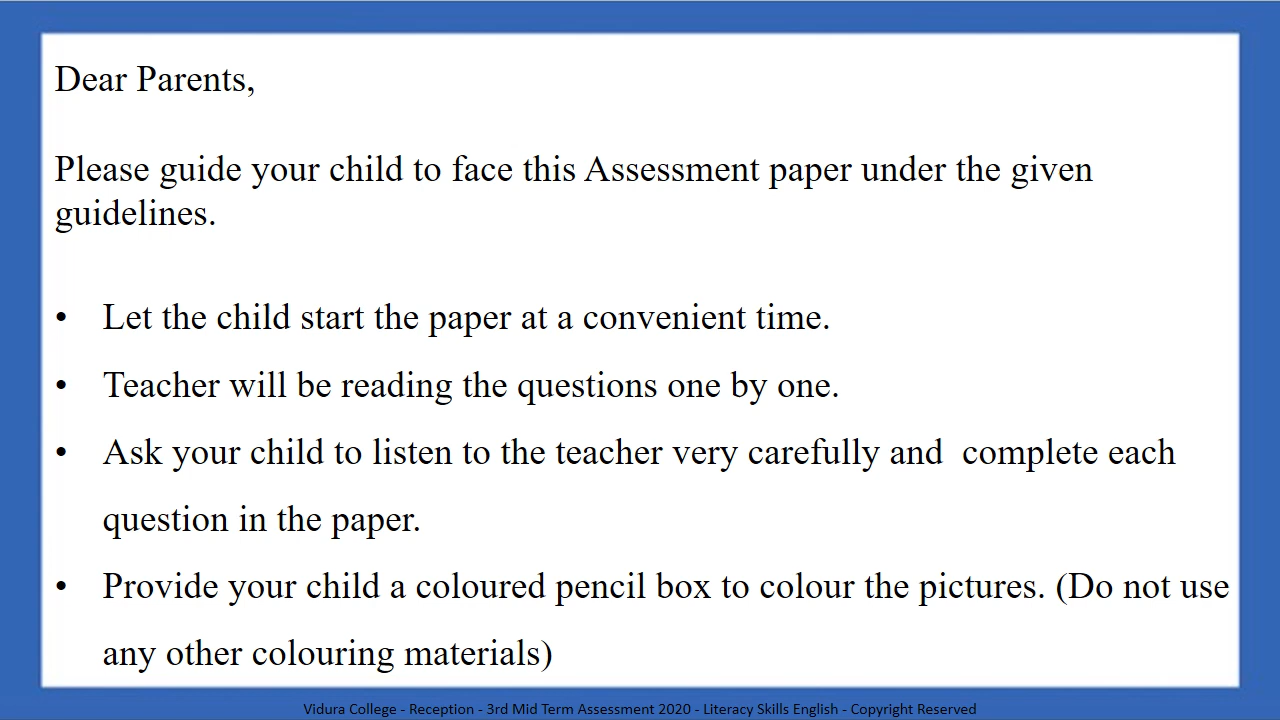 Dear Parents,
Please guide your child to face this Assessment paper under the given
guidelines.
• Let the child start the paper at a convenient time.
• Teacher will be reading the questions one by one.
• Ask your child to listen to the teacher very carefully and  complete each
question in the paper.
• Provide your child a coloured pencil box to colour the pictures. (Do not use
any other colouring materials)
Vidura College - Reception - 3rd Mid Term Assessment 2020 - Literacy Skills English - Copyright Reserved